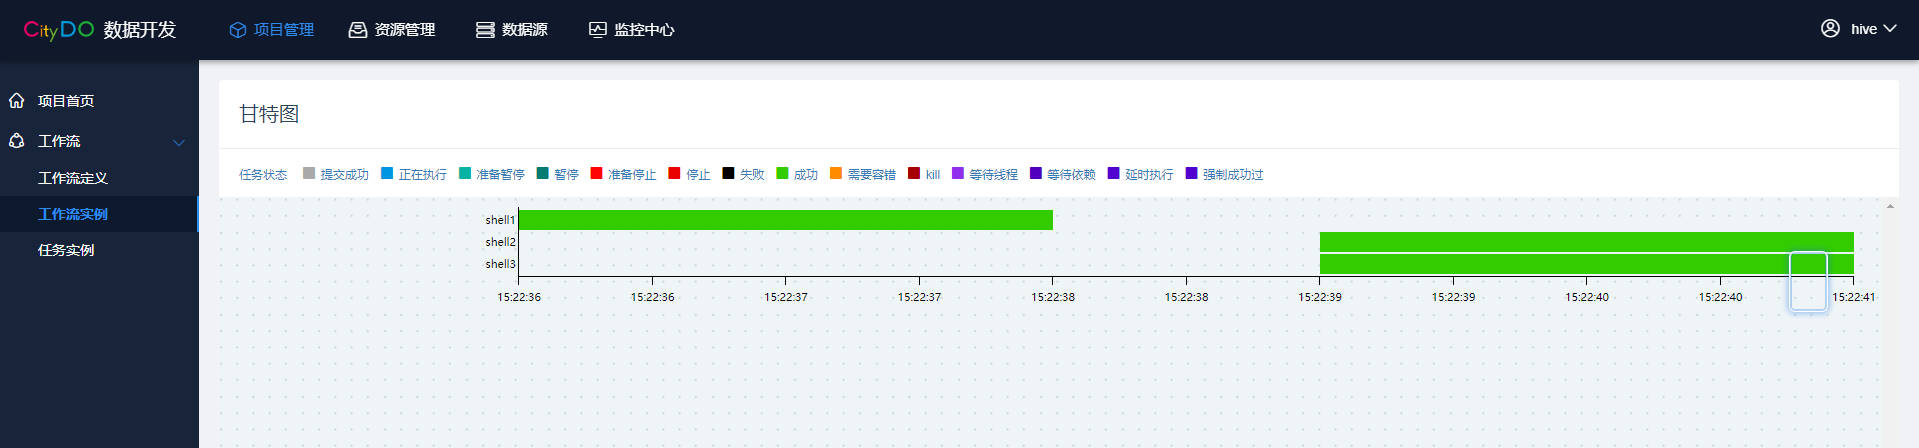 CityDO 数据开发 项目管理 资源管理 数据源 监控中心 hive
项目首页
工作流
工作流定义
工作流实例
任务实例
甘特图
任务状态 提交成功 正在执行 准备暂停 暂停 准备停止 停止 失败 成功 需要容错 kill 等待线程 等待依赖 延时执行 强制成功过
shell1
shell2
shell3
15:22:36 15:22:36 15:22:37 15:22:37 15:22:38 15:22:38 15:22:39 15:22:39 15:22:40 15:22:40 15:22:41